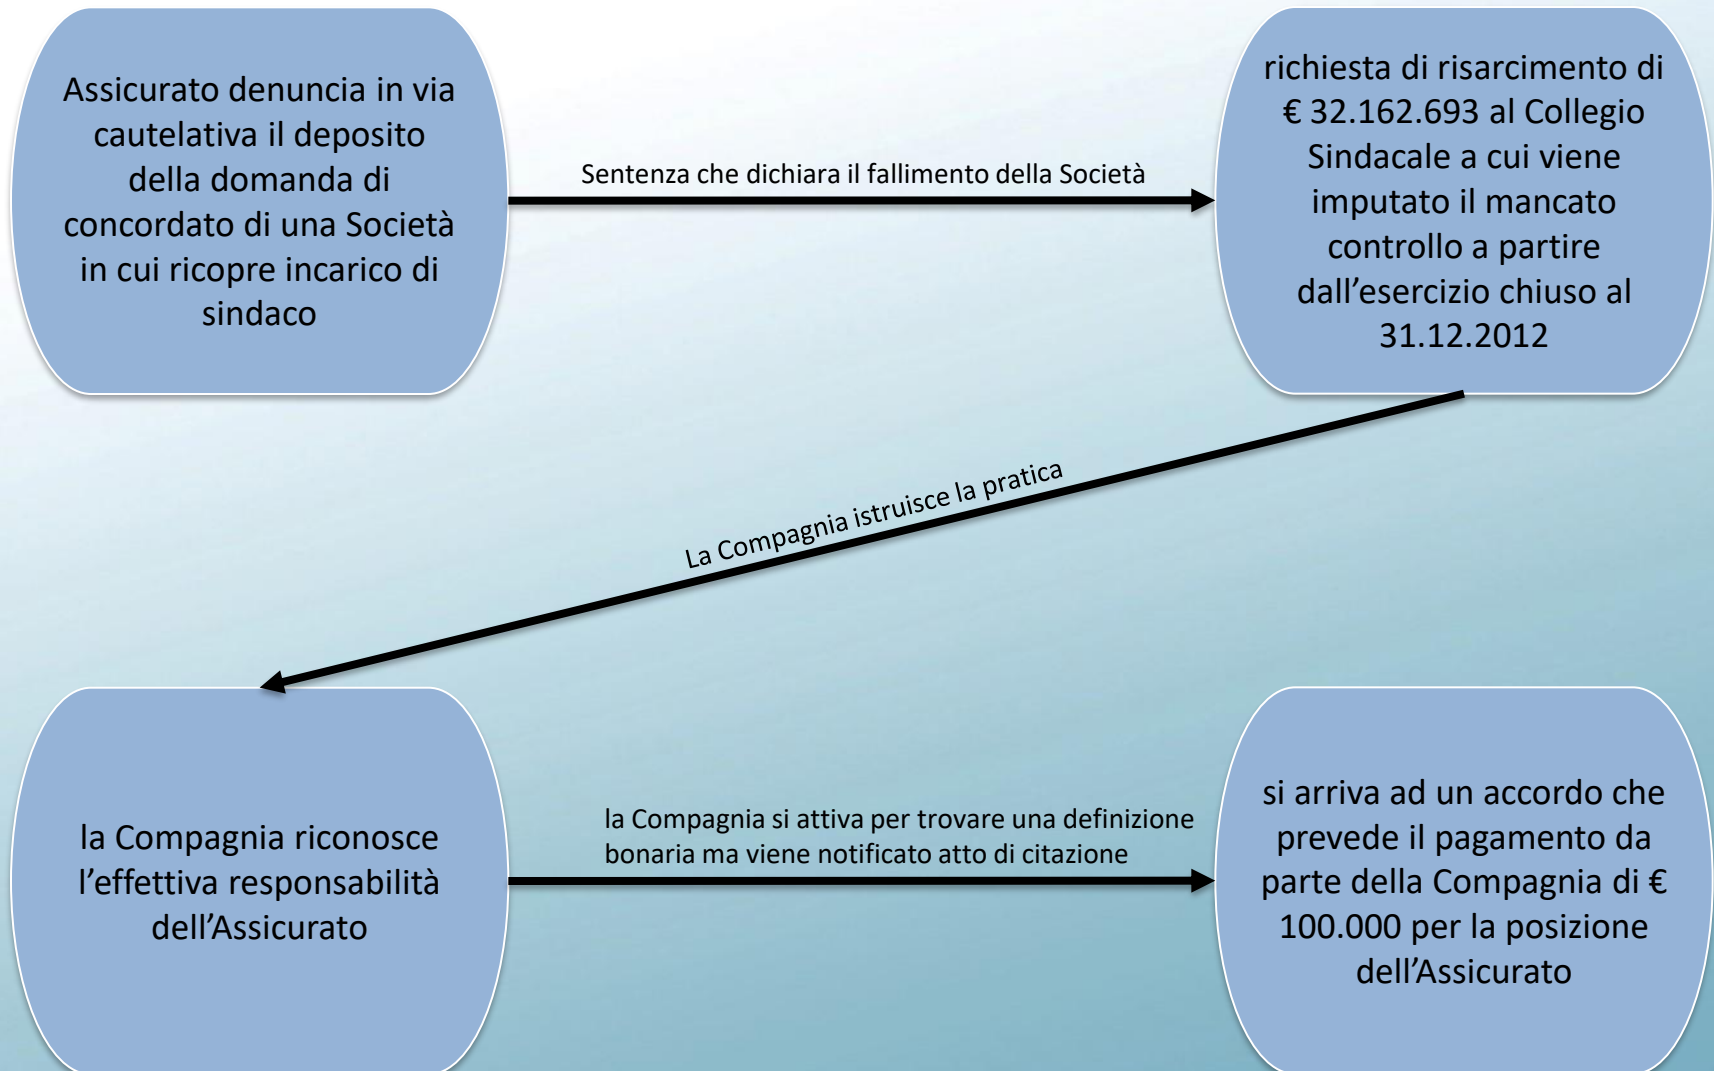 Assicurato denuncia in via
cautelativa il deposito
della domanda di
concordato di una Società
in cui ricopre incarico di
sindaco
Sentenza che dichiara il fallimento della Società
richiesta di risarcimento di
€ 32.162.693 al Collegio
Sindacale a cui viene
imputato il mancato
controllo a partire
dall’esercizio chiuso al
31.12.2012
La Compagnia istruisce la pratica
la Compagnia riconosce
l’effettiva responsabilità
dell’Assicurato
la Compagnia si attiva per trovare una definizione
bonaria ma viene notificato atto di citazione
si arriva ad un accordo che
prevede il pagamento da
parte della Compagnia di €
100.000 per la posizione
dell’Assicurato